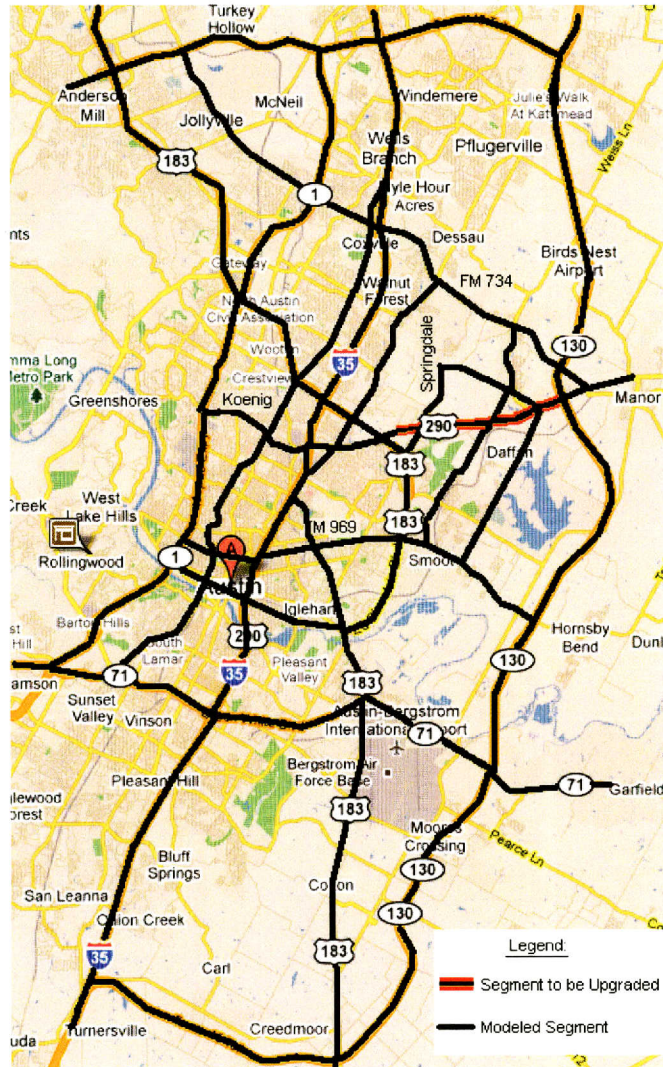 Turkey
Hollow
Anderson
Mill
McNeil
Windemere
Julie's Walk
At Katymead
Jollyville
Weiss Ln
Wells
Branch
Pflugerville
183
1
Hour
Acres
Dessau
Gateway
Walnut
Forest
FM 734
Birds Nest
Airport
North Austin
Civic Association
130
Emma Long
Metro Park
Wooten
35
Springdale
Crestview
Greenshores
Koenig
Manor
290
Creek
West
Lake Hills
183
Daffan
183
FM 969
Rollingwood
1
A
Smoot
Austin
Igleha
Barton Hills
Hornsby
Bend
South
Lamar
290
Pleasant
Valley
130
71
35
183
Sunset
Valley
Vinson
Austin-Bergstrom
International Airport
71
Pleasant Hill
Bergstrom Air
Force Base
71
Garfield
183
Moores
Crossing
Pearce Ln
Bluff
Springs
130
San Leanna
Colton
130
Onion Creek
183
35
Carl
Turnersville
Creedmoor
Legend:
Segment to be Upgraded
Modeled Segment